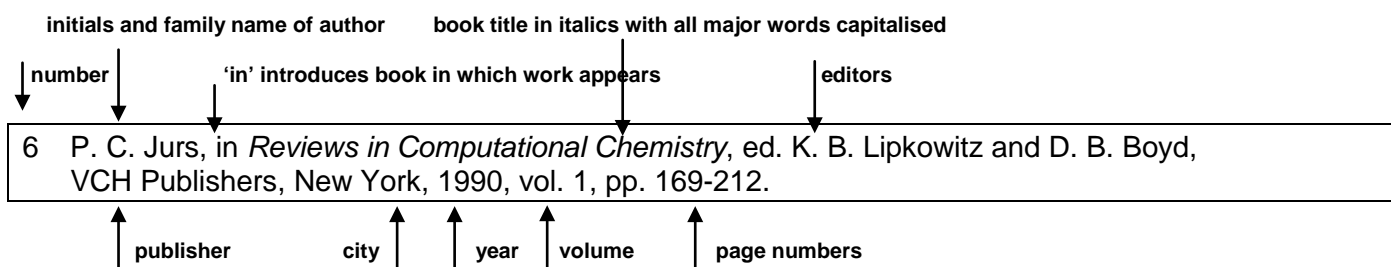 initials and family name of author book title in italics with all major words capitalised
number 'in' introduces book in which work appears editors
6 P. C. Jurs, in Reviews in Computational Chemistry, ed. K. B. Lipkowitz and D. B. Boyd,
VCH Publishers, New York, 1990, vol. 1, pp. 169-212.
publisher city year volume page numbers